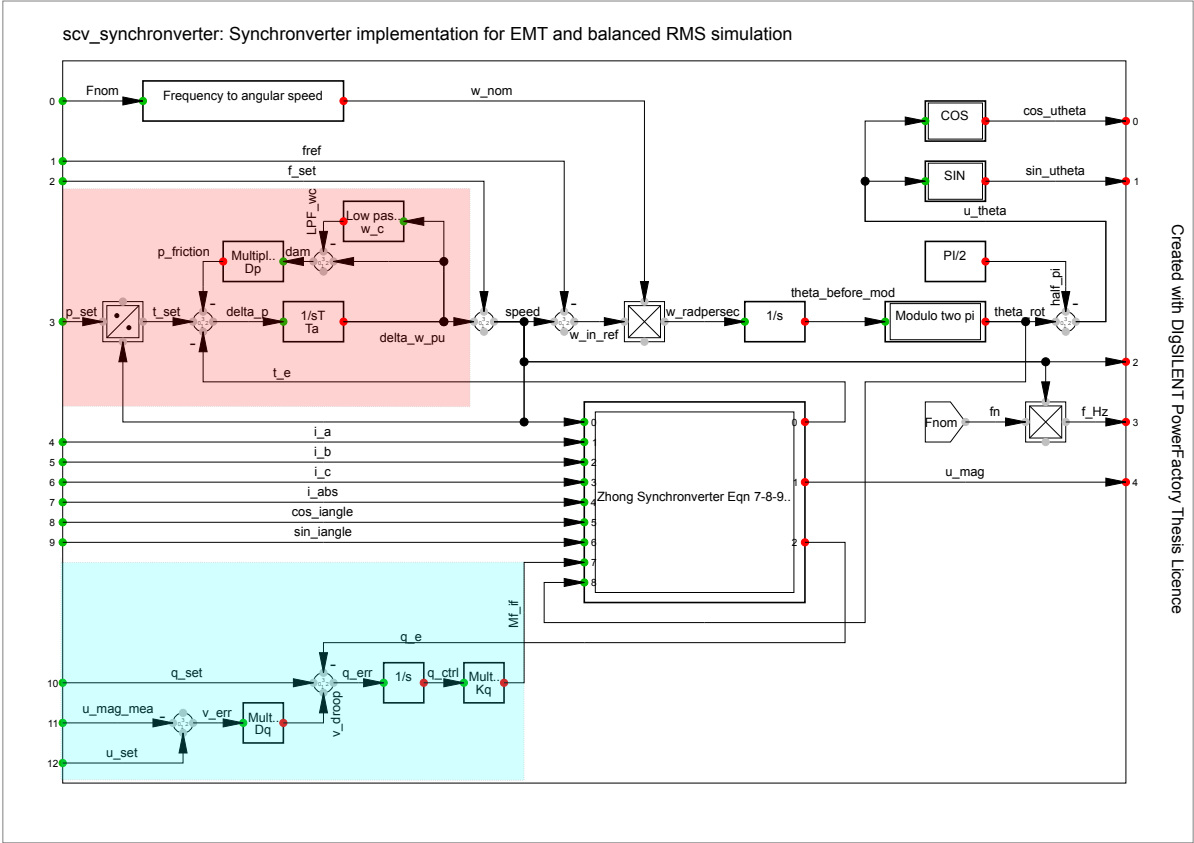 scv_synchronverter: Synchronverter implementation for EMT and balanced RMS simulation
0
Fnom
Frequency to angular speed
w_nom
COS
cos_utheta
0
1
fref
2
f_set
SIN
sin_utheta
1
u_theta
LPF_wc
Low pas..
w_c
-
p_friction
Multipl..
Dp
dam
PI/2
half_pi
-
3
p_set
t_set
-
-
delta_p
1/sT
Ta
delta_w_pu
speed
-
w_in_ref
w_radpersec
1/s
theta_before_mod
Modulo two pi
theta_rot
t_e
2
Fnom
fn
f_Hz
3
4
i_a
5
i_b
6
i_c
7
i_abs
8
cos_iangle
9
sin_iangle
0
1
2
3
4
5
6
7
8
Zhong Synchronverter Eqn 7-8-9..
0
1
2
u_mag
4
Mf_if
q_e
-
10
q_set
q_err
1/s
q_ctrl
Mult..
Kq
11
u_mag_mea
-
v_err
Mult..
Dq
v_droop
12
u_set
Created with DIgSILENT PowerFactory Thesis Licence